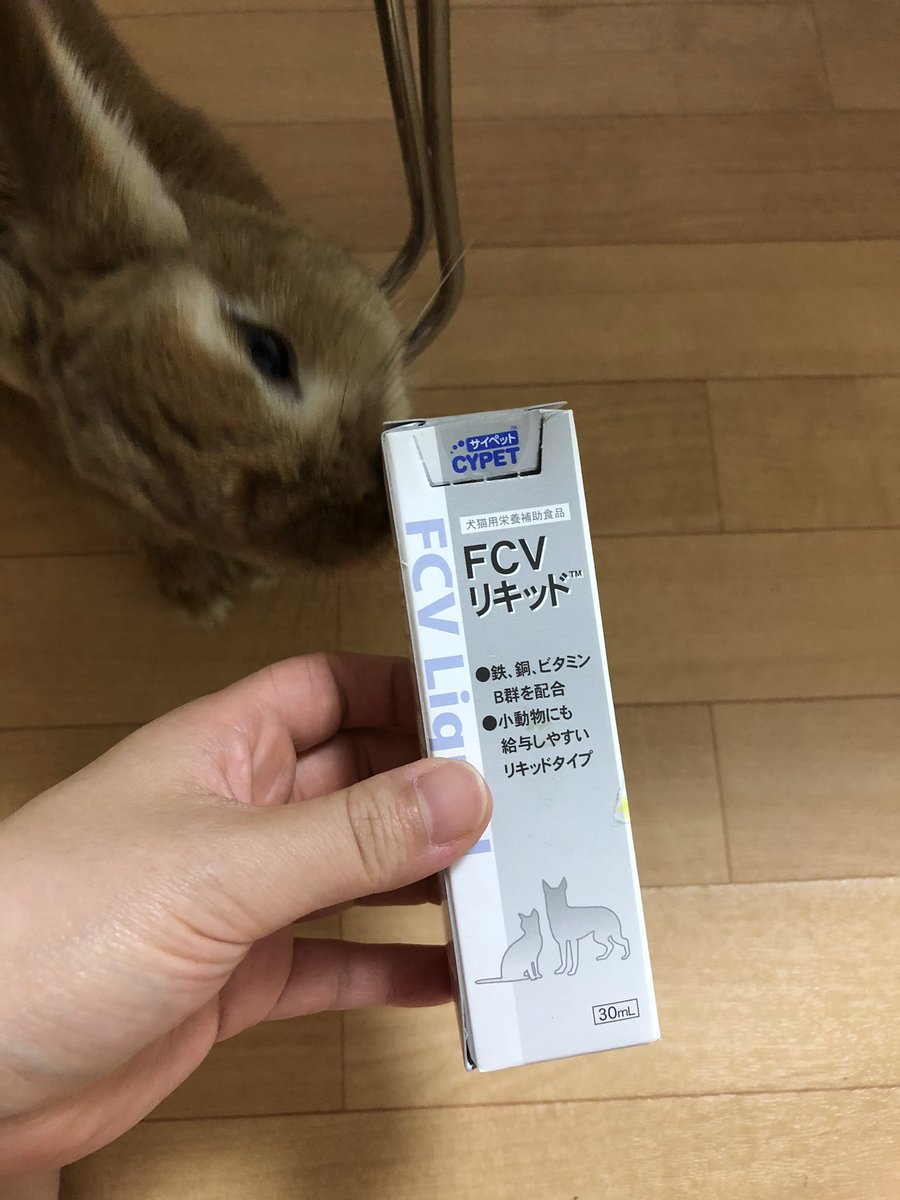 サイペット™
CYPET
犬猫用栄養補助食品
FCV
リキッド™
●鉄、銅、ビタミン
B群を配合
●小動物にも
給与しやすい
リキッドタイプ
30mL
FCV